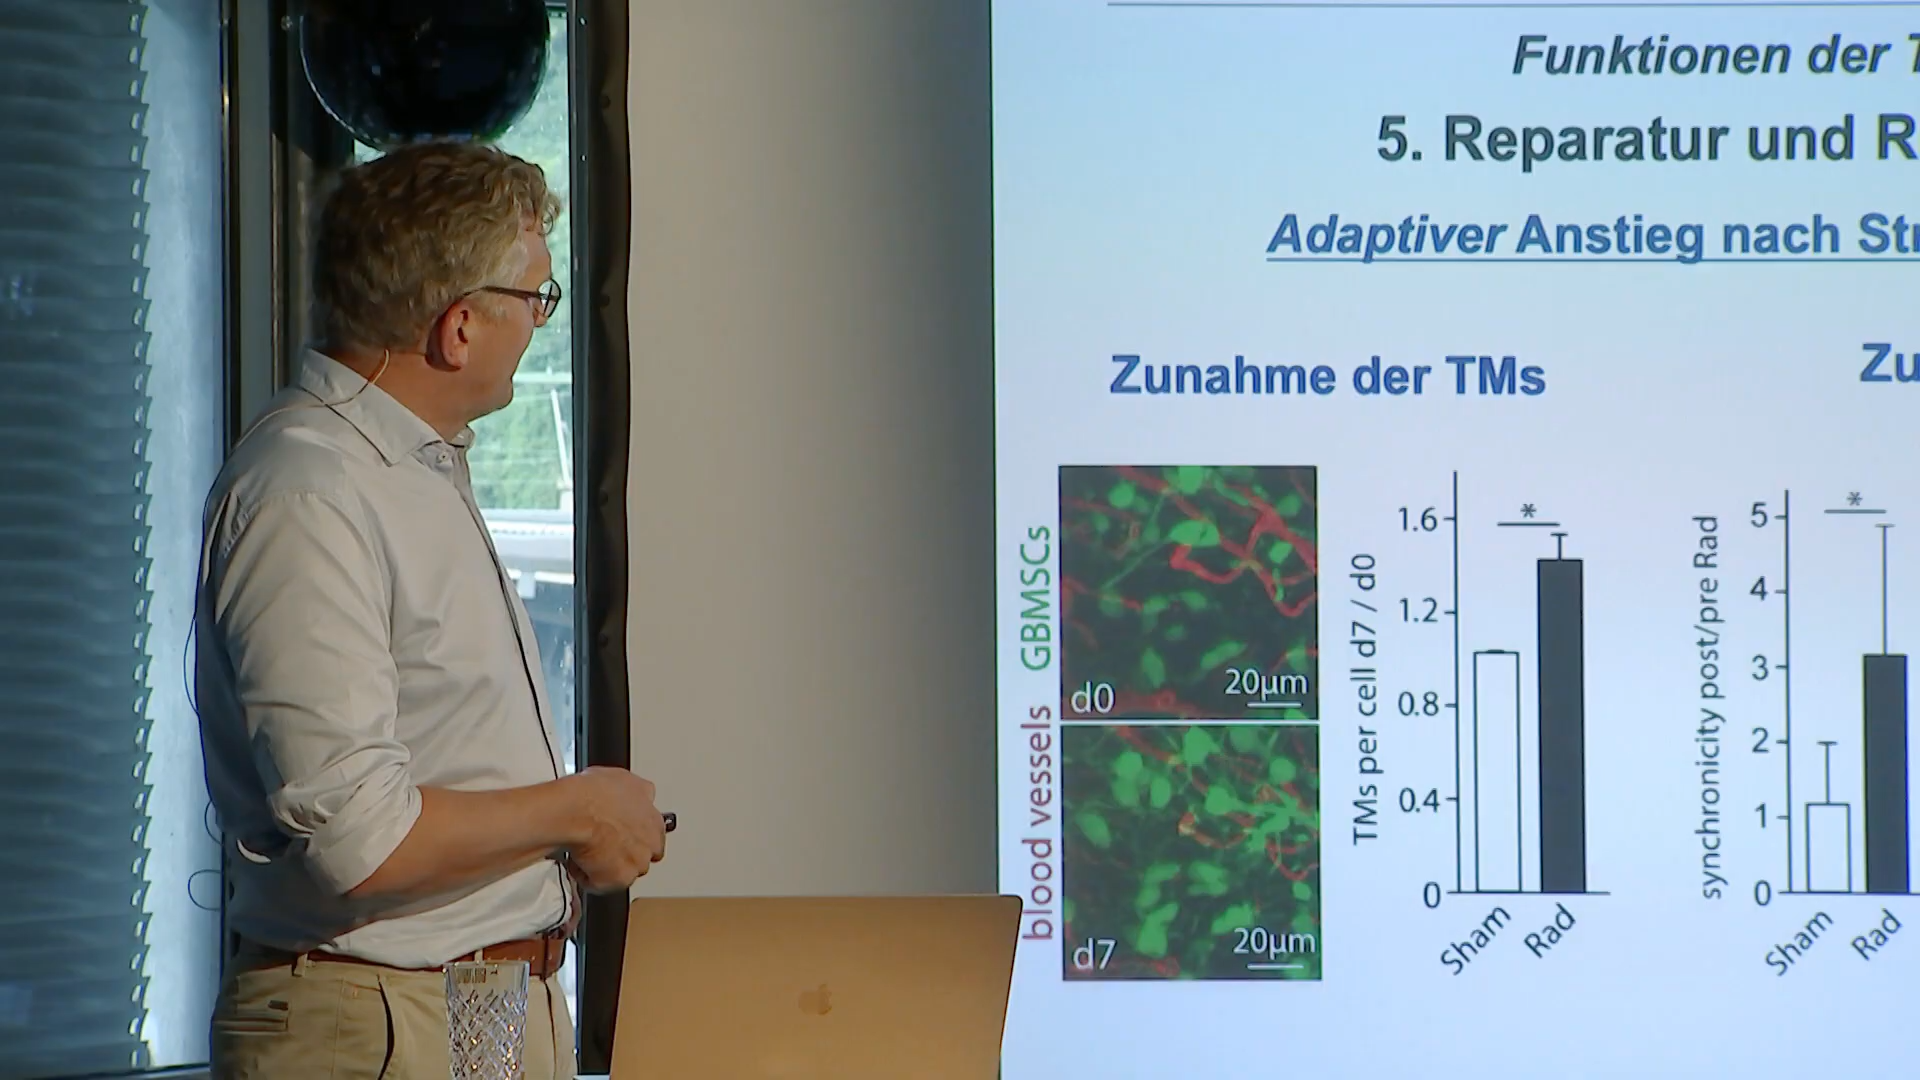 Funktionen der
5. Reparatur und R
Adaptiver Anstieg nach Str
Zunahme der TMs
Zu
blood vessels GBMSCs
d0
20µm
d7
20µm
TMs per cell d7 / d0
1.6
1.2
0.8
0.4
0
*
Sham
Rad
synchronicity post/pre Rad
5
4
3
2
1
0
*
Sham
Rad